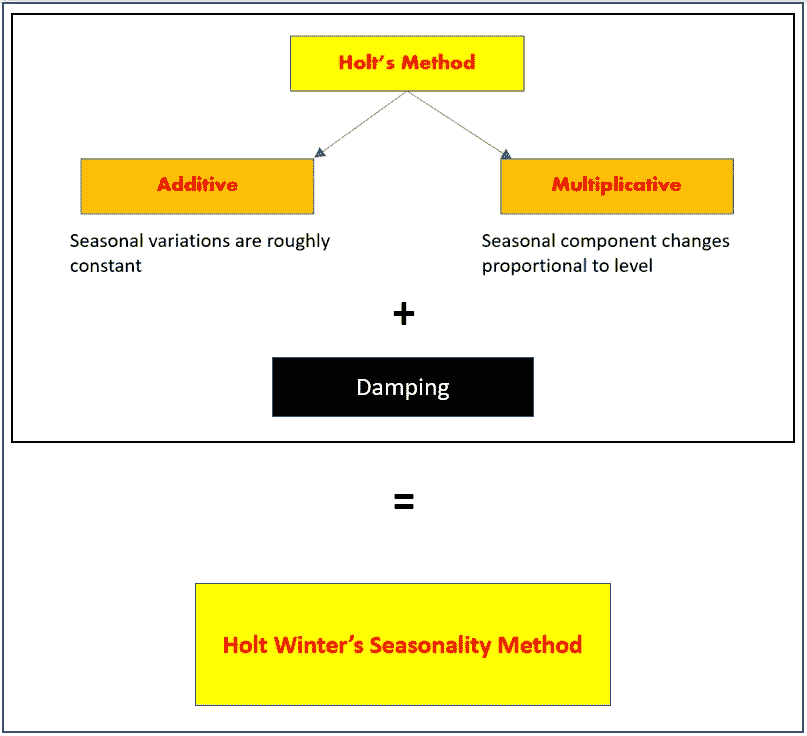 Holt's Method
Additive
Multiplicative
Seasonal variations are roughly
constant
Seasonal component changes
proportional to level
+
Damping
=
Holt Winter's Seasonality Method